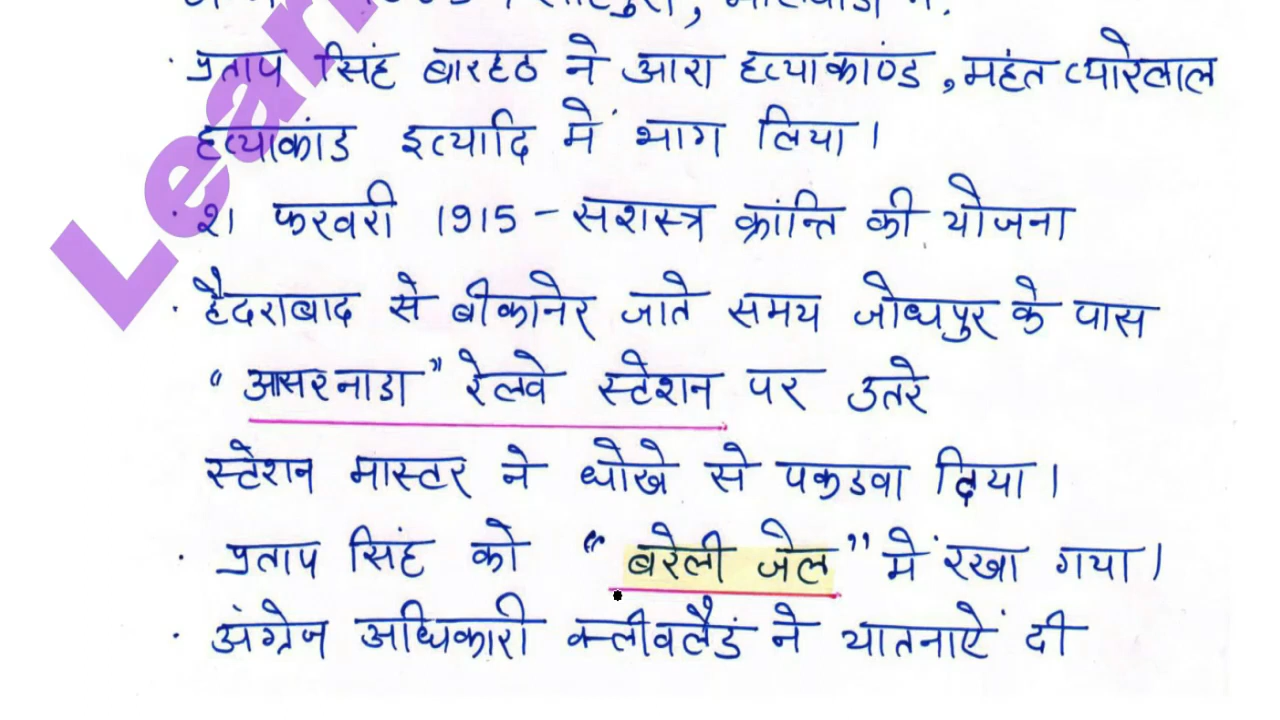 प्रताप सिंह बारहठ ने आरा हत्याकाण्ड, महंत प्यारेलाल
हत्याकांड इत्यादि में भाग लिया।
21 फरवरी 1915 - सशस्त्र क्रांन्ति की योजना
हैदराबाद से बीकानेर जाते समय जोधपुर के पास
"आसरनाडा" रेलवे स्टेशन पर उतरे
स्टेशन मास्टर ने धोखे से पकडवा दिया।
प्रताप सिंह को "बरेली जेल" में रखा गया।
अंग्रेज अधिकारी क्लीवलैडं ने यातनाऐं दी
Lear